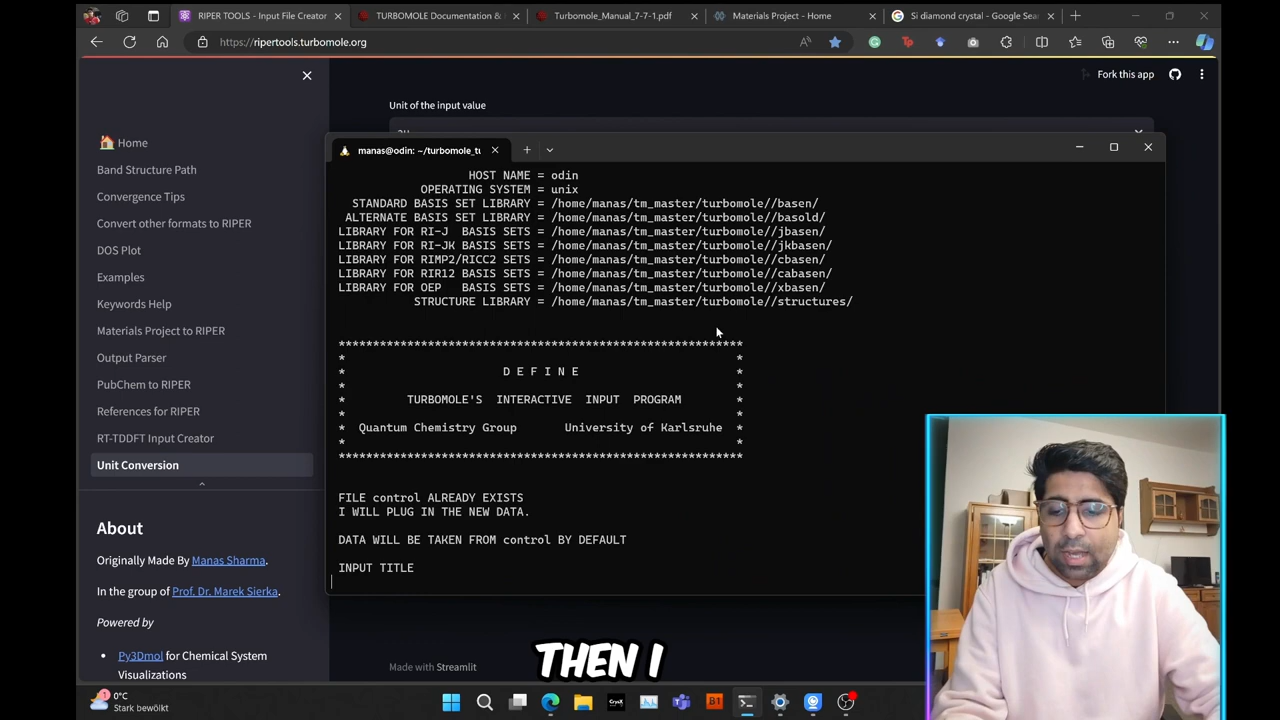 RIPER TOOLS - Input File Creator
TURBOMOLE Documentation &
Turbomole_Manual_7-7-1.pdf
Materials Project - Home
Si diamond crystal - Google Sea
https://ripertools.turbomole.org
Fork this app
Home
Band Structure Path
Convergence Tips
Convert other formats to RIPER
DOS Plot
Examples
Keywords Help
Materials Project to RIPER
Output Parser
PubChem to RIPER
References for RIPER
RT-TDDFT Input Creator
Unit Conversion
About
Originally Made By Manas Sharma.
In the group of Prof. Dr. Marek Sierka.
Powered by
Py3Dmol for Chemical System
Visualizations
Unit of the input value
manas@odin: ~/turbomole_tu
HOST NAME = odin
OPERATING SYSTEM = unix
STANDARD BASIS SET LIBRARY = /home/manas/tm_master/turbomole//basen/
ALTERNATE BASIS SET LIBRARY = /home/manas/tm_master/turbomole//basold/
LIBRARY FOR RI-J  BASIS SETS = /home/manas/tm_master/turbomole//jbasen/
LIBRARY FOR RI-JK BASIS SETS = /home/manas/tm_master/turbomole//jkbasen/
LIBRARY FOR RIMP2/RICC2 BASIS SETS = /home/manas/tm_master/turbomole//cbasen/
LIBRARY FOR RIR12 BASIS SETS = /home/manas/tm_master/turbomole//cabasen/
LIBRARY FOR OEP   BASIS SETS = /home/manas/tm_master/turbomole//xbasen/
STRUCTURE LIBRARY = /home/manas/tm_master/turbomole//structures/
***********************************************************
* *
* D E F I N E *
* *
* TURBOMOLE'S  INTERACTIVE  INPUT  PROGRAM *
* *
* Quantum Chemistry Group      University of Karlsruhe *
* *
***********************************************************
FILE control ALREADY EXISTS
I WILL PLUG IN THE NEW DATA.
DATA WILL BE TAKEN FROM control BY DEFAULT
INPUT TITLE
Made with Streamlit
THEN I
0°C
Stark bewölkt